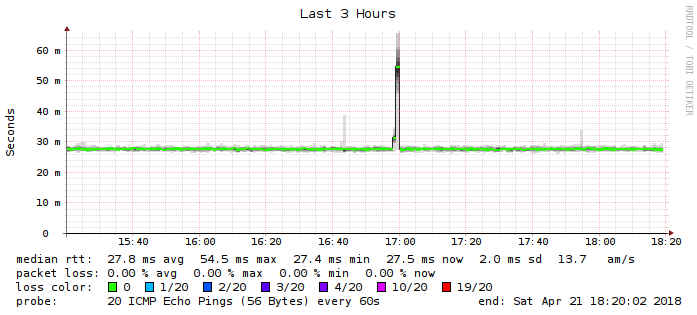 Last 3 Hours
RRDTOOL / TOBI OETIKER
Seconds
60 m
50 m
40 m
30 m
20 m
10 m
0
15:40 16:00 16:20 16:40 17:00 17:20 17:40 18:00 18:20
median rtt: 27.8 ms avg 54.5 ms max 27.4 ms min 27.5 ms now 2.0 ms sd 13.7 am/s
packet loss: 0.00 % avg 0.00 % max 0.00 % min 0.00 % now
loss color: 0 1/20 2/20 3/20 4/20 10/20 19/20
probe: 20 ICMP Echo Pings (56 Bytes) every 60s end: Sat Apr 21 18:20:02 2018